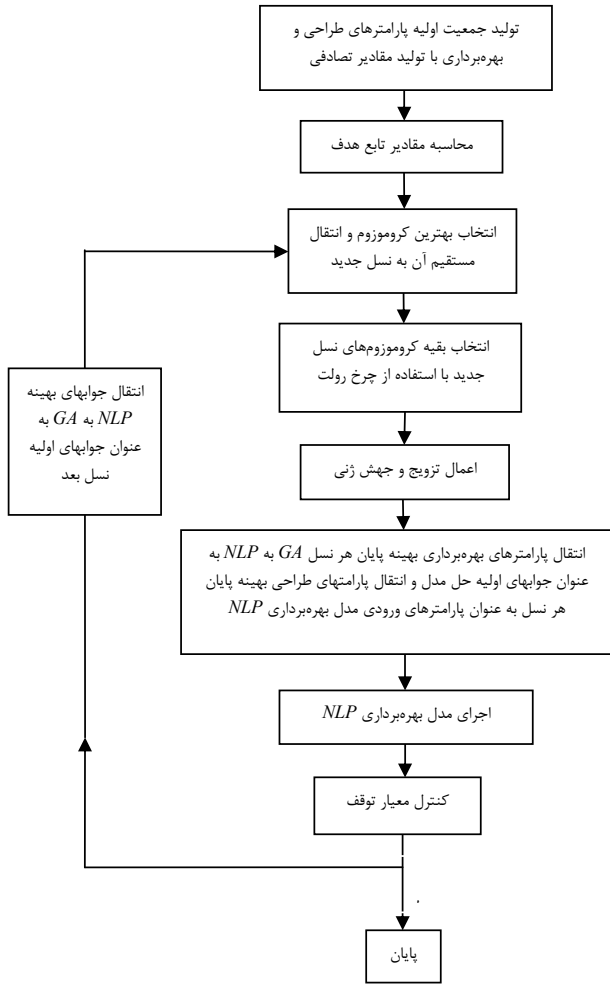 تولید جمعیت اولیه پارامترهای طراحی و
بهره‌برداری با تولید مقادیر تصادفی
محاسبه مقادیر تابع هدف
انتخاب بهترین کروموزوم و انتقال
مستقیم آن به نسل جدید
انتخاب بقیه کروموزوم‌های نسل
جدید با استفاده از چرخ رولت
اعمال تزویج و جهش ژنی
انتقال پارامترهای بهره‌برداری بهینه پایان هر نسل GA به NLP به
عنوان جوابهای اولیه حل مدل و انتقال پارامتهای طراحی بهینه پایان
هر نسل به عنوان پارامترهای ورودی مدل بهره‌برداری NLP
اجرای مدل بهره‌برداری NLP
کنترل معیار توقف
پایان
انتقال جوابهای بهینه
NLP به GA به
عنوان جوابهای اولیه
نسل بعد